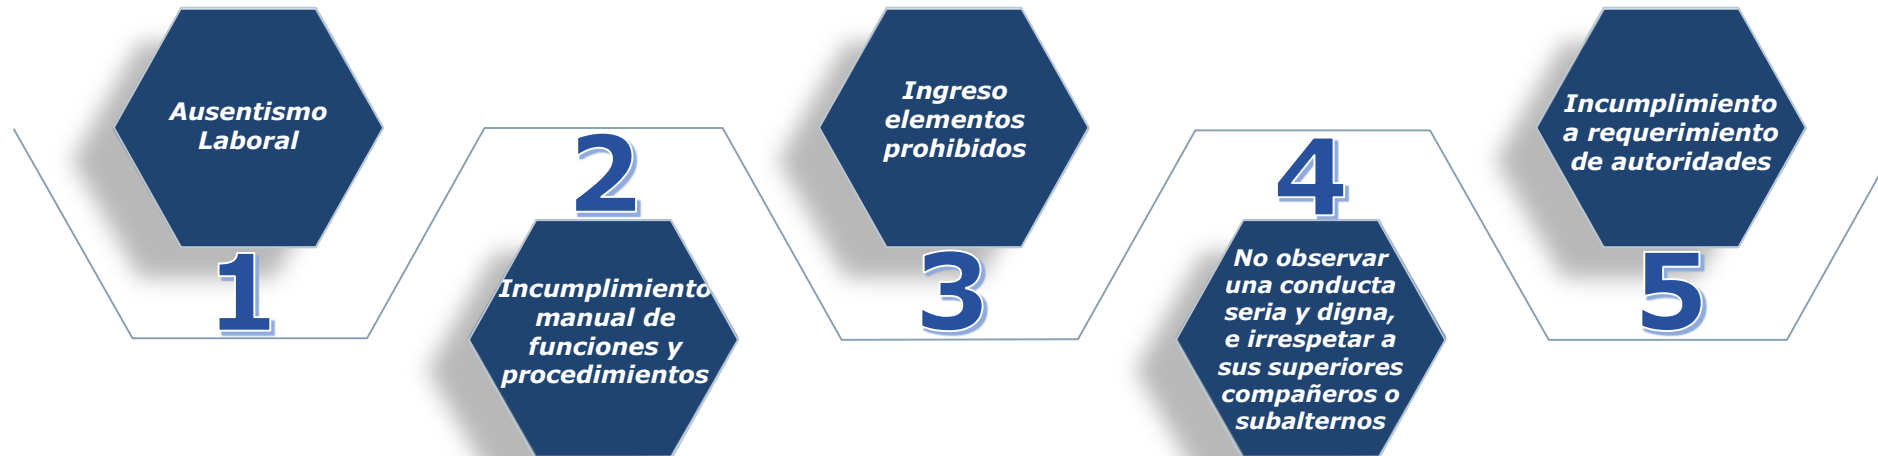 Ausentismo
Laboral
1
2
Incumplimiento
manual de
funciones y
procedimientos
Ingreso
elementos
prohibidos
3
4
No observar
una conducta
seria y digna,
e irrespetar a
sus superiores
compañeros o
subalternos
Incumplimiento
a requerimiento
de autoridades
5